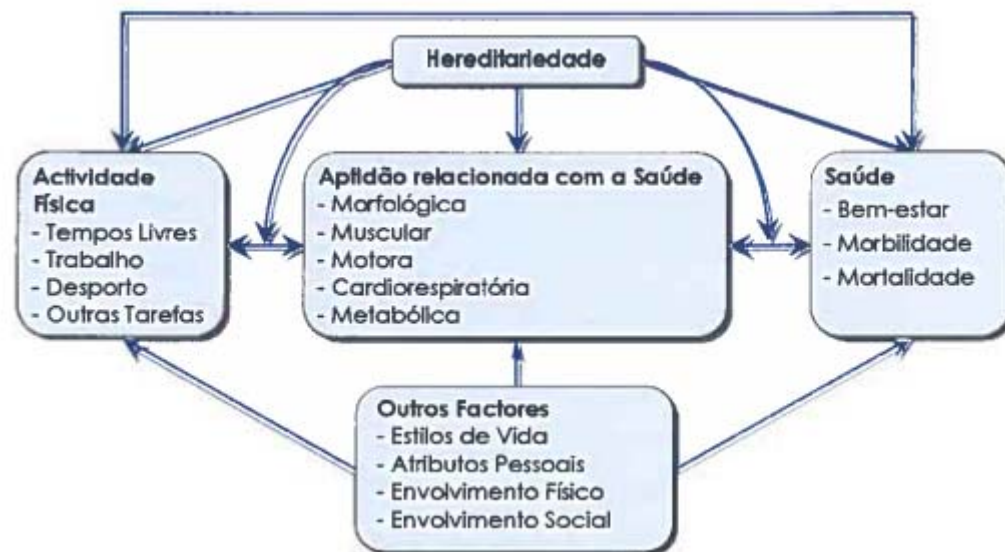 Hereditariedade
Actividade
Física
- Tempos Livres
- Trabalho
- Desporto
- Outras Tarefas
Aptidão relacionada com a Saúde
- Morfológica
- Muscular
- Motora
- Cardiorespiratória
- Metabólica
Saúde
- Bem-estar
- Morbilidade
- Mortalidade
Outros Factores
- Estilos de Vida
- Atributos Pessoais
- Envolvimento Físico
- Envolvimento Social